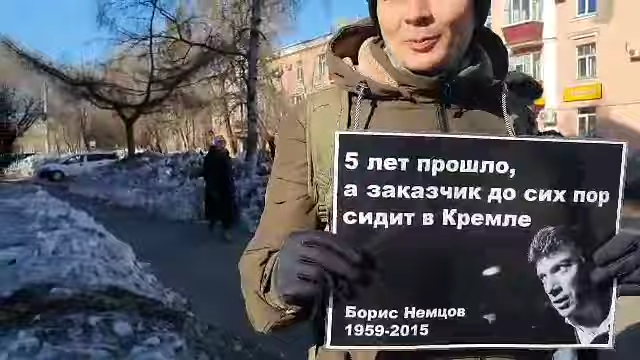 5 лет прошло,
а заказчик до сих пор
сидит в Кремле
Борис Немцов
1959-2015